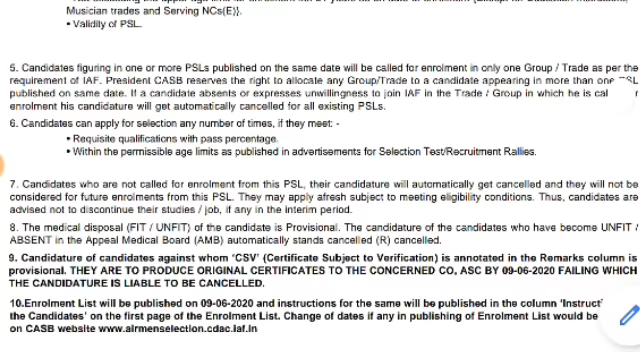 Musician trades and Serving NCs(E)}.
• Validity of PSL.
5. Candidates figuring in one or more PSLs published on the same date will be called for enrolment in only one Group / Trade as per the
requirement of IAF. President CASB reserves the right to allocate any Group/Trade to a candidate appearing in more than one
published on same date. If a candidate absents or expresses unwillingness to join IAF in the Trade / Group in which he is cal
enrolment his candidature will get automatically cancelled for all existing PSLs.
6. Candidates can apply for selection any number of times, if they meet: -
• Requisite qualifications with pass percentage.
• Within the permissible age limits as published in advertisements for Selection Test/Recruitment Rallies.
7. Candidates who are not called for enrolment from this PSL, their candidature will automatically get cancelled and they will not be
considered for future enrolments from this PSL. They may apply afresh subject to meeting eligibility conditions. Thus, candidates are
advised not to discontinue their studies / job, if any in the interim period.
8. The medical disposal (FIT / UNFIT) of the candidate is Provisional. The candidature of the candidates who have become UNFIT /
ABSENT in the Appeal Medical Board (AMB) automatically stands cancelled (R) cancelled.
9. Candidature of candidates against whom 'CSV' (Certificate Subject to Verification) is annotated in the Remarks column is
provisional. THEY ARE TO PRODUCE ORIGINAL CERTIFICATES TO THE CONCERNED CO, ASC BY 09-06-2020 FAILING WHICH
THE CANDIDATURE IS LIABLE TO BE CANCELLED.
10.Enrolment List will be published on 09-06-2020 and instructions for the same will be published in the column 'Instruct
the Candidates' on the first page of the Enrolment List. Change of dates if any in publishing of Enrolment List would be
on CASB website www.airmenselection.cdac.iaf.in